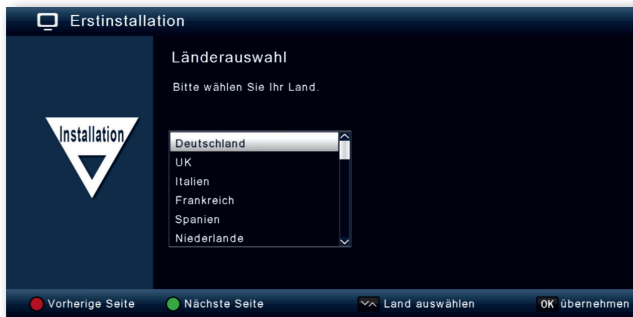 Erstinstallation
Länderauswahl
Bitte wählen Sie Ihr Land.
Installation
Deutschland
UK
Italien
Frankreich
Spanien
Niederlande
Vorherige Seite Nächste Seite Land auswählen OK übernehmen